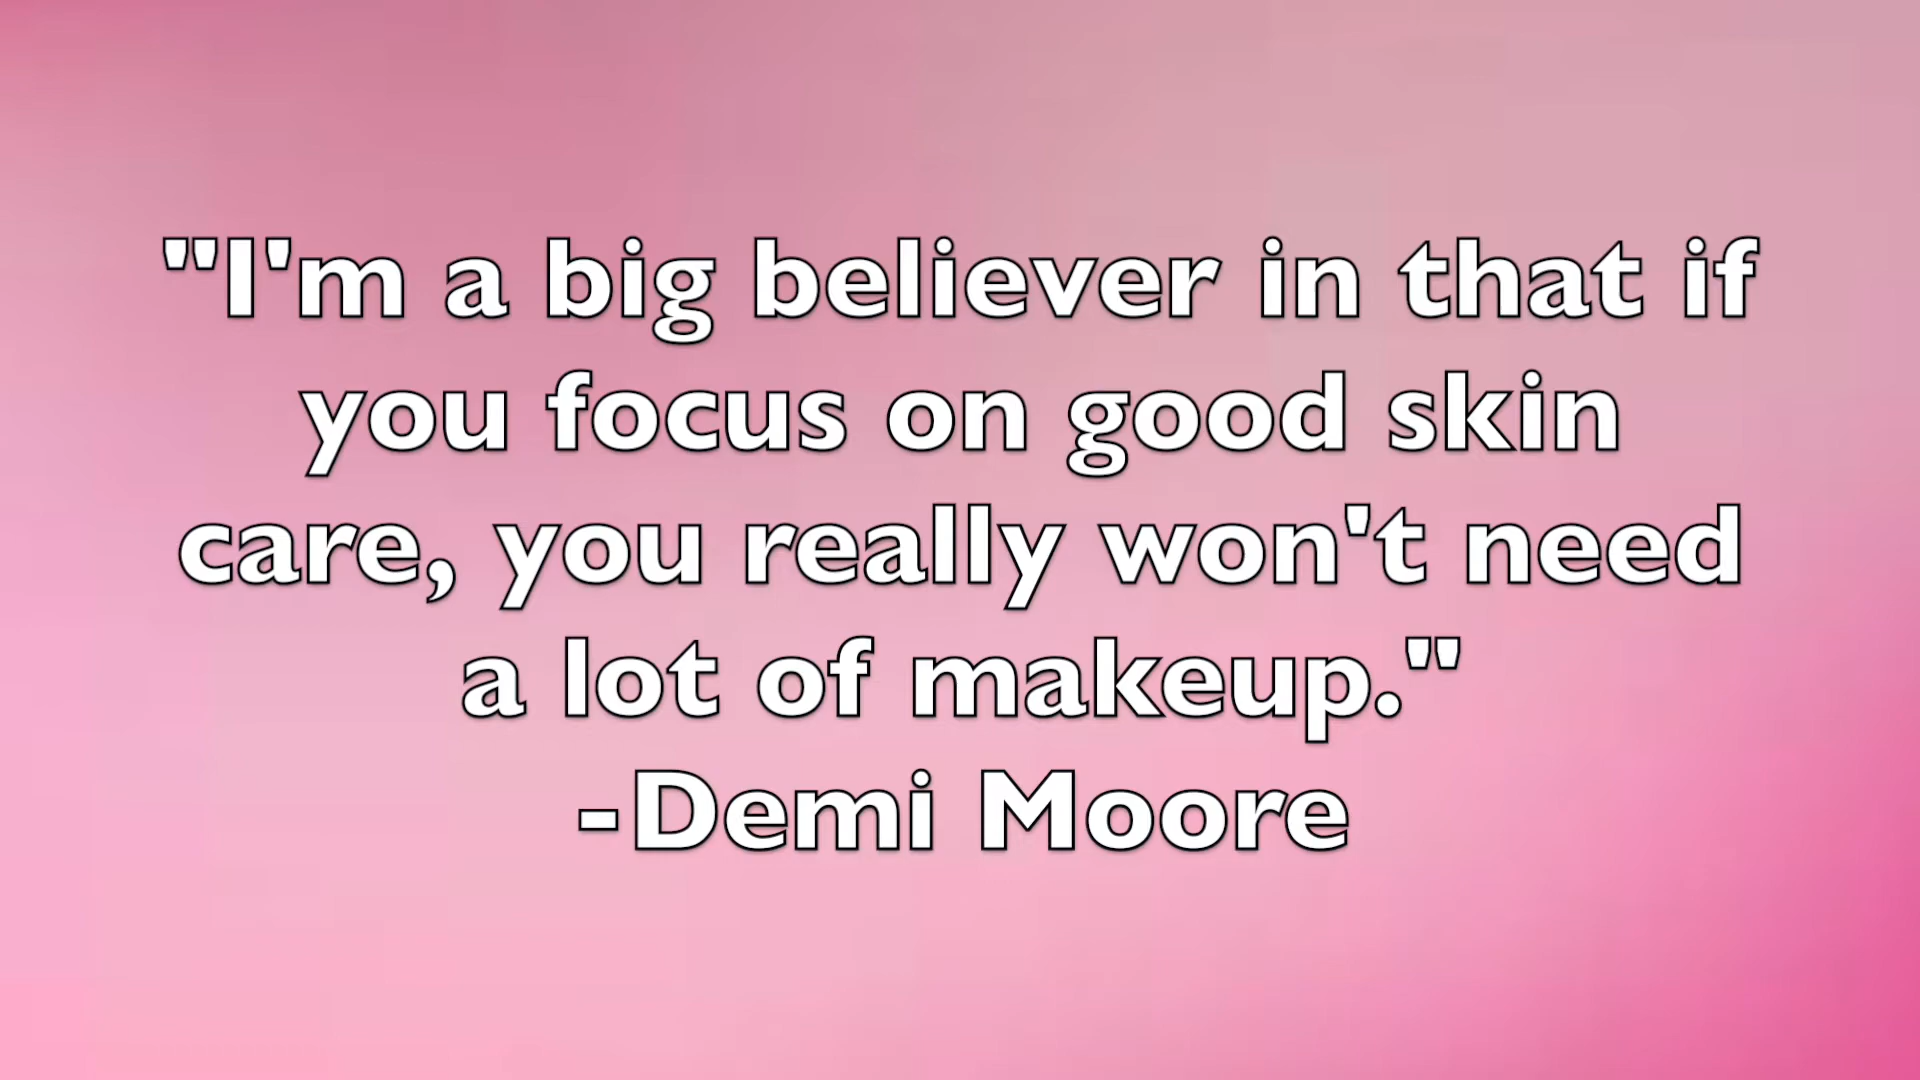 "I'm a big believer in that if
you focus on good skin
care, you really won't need
a lot of makeup."
-Demi Moore